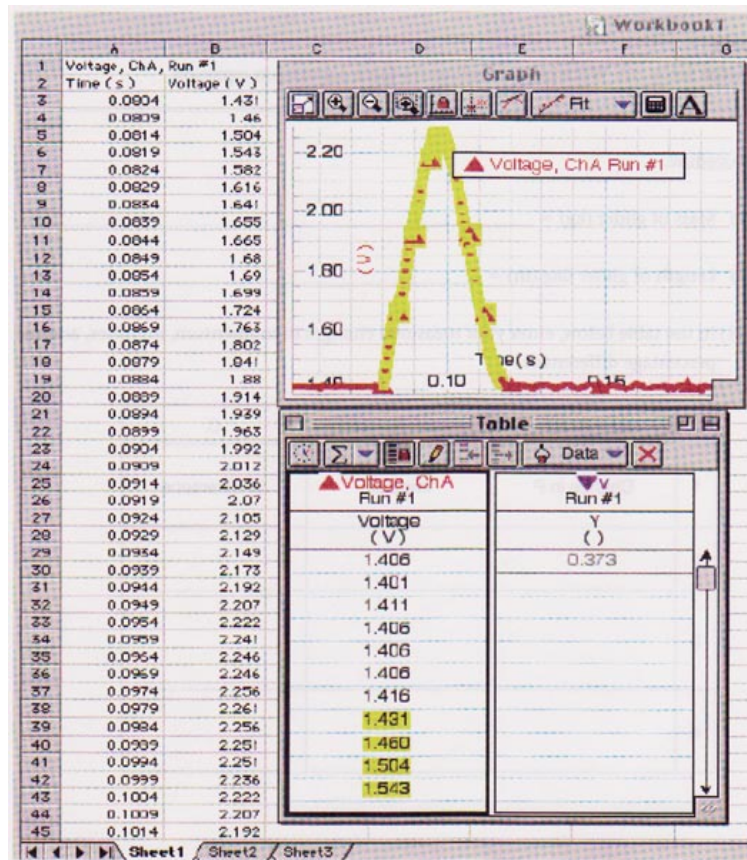 Workbook1
A B C D E F G
1 Voltage, ChA, Run #1
2 Time ( s ) Voltage ( V )
3 0.0804 1.431
4 0.0809 1.46
5 0.0814 1.504
6 0.0819 1.543
7 0.0824 1.582
8 0.0829 1.616
9 0.0834 1.641
10 0.0839 1.655
11 0.0844 1.665
12 0.0849 1.68
13 0.0854 1.69
14 0.0859 1.699
15 0.0864 1.724
16 0.0869 1.763
17 0.0874 1.802
18 0.0879 1.841
19 0.0884 1.88
20 0.0889 1.914
21 0.0894 1.939
22 0.0899 1.963
23 0.0904 1.992
24 0.0909 2.012
25 0.0914 2.036
26 0.0919 2.07
27 0.0924 2.105
28 0.0929 2.129
29 0.0934 2.149
30 0.0939 2.173
31 0.0944 2.192
32 0.0949 2.207
33 0.0954 2.222
34 0.0959 2.241
35 0.0964 2.246
36 0.0969 2.246
37 0.0974 2.256
38 0.0979 2.261
39 0.0984 2.256
40 0.0989 2.251
41 0.0994 2.251
42 0.0999 2.236
43 0.1004 2.222
44 0.1009 2.207
45 0.1014 2.192
Sheet1 Sheet2 Sheet3
Graph
Fit A
2.20
Voltage, ChA Run #1
2.00
(V)
1.80
1.60
Time(s)
1.40 0.10 0.15
Table
Σ Data
Voltage, ChA
Run #1
Voltage
(V)
1.406
1.401
1.411
1.406
1.406
1.406
1.416
1.431
1.460
1.504
1.543
v
Run #1
Y
( )
0.373